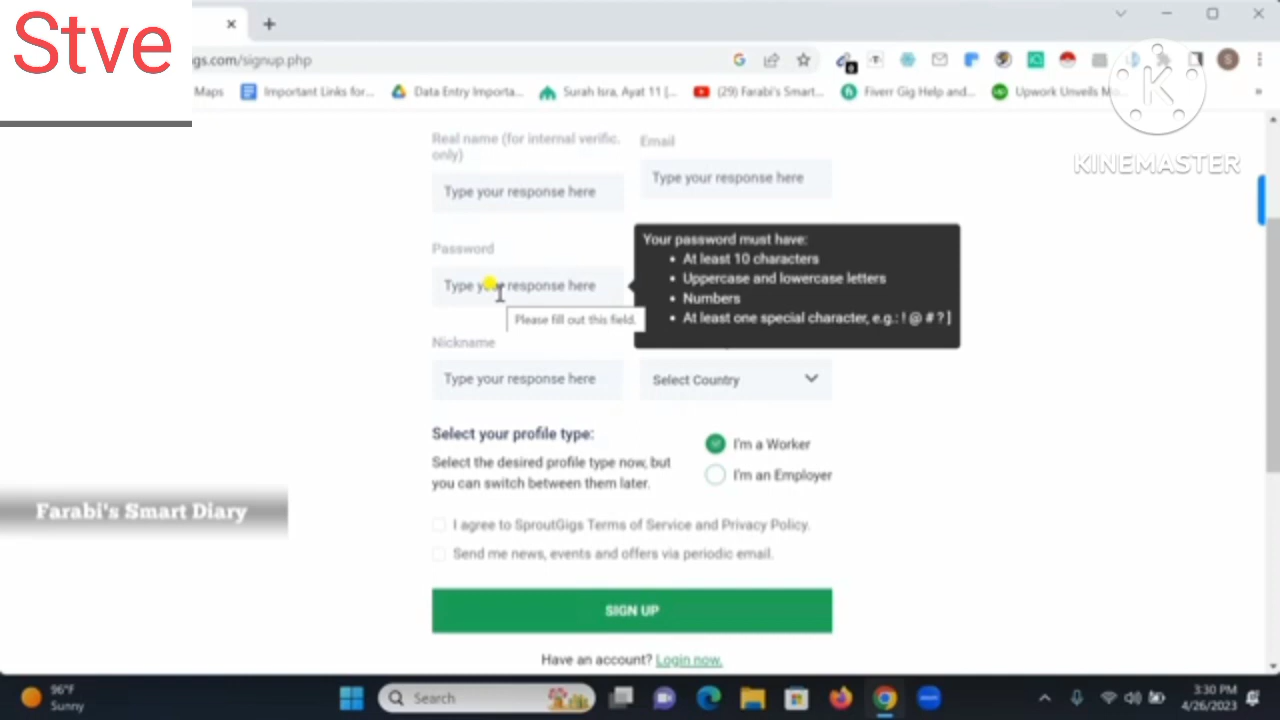 Stve
gs.com/signup.php
Maps
Important Links for...
Data Entry Importa...
Surah Isra, Ayat 11 [...
(29) Farabi's Smart...
Fiverr Gig Help and...
Upwork Unveils Mo...
»
S
K
KINEMASTER
Real name (for internal verific.
only)
Email
Type your response here
Type your response here
Password
Your password must have:
• At least 10 characters
• Uppercase and lowercase letters
• Numbers
• At least one special character, e.g.: ! @ # ? ]
Type your response here
Please fill out this field.
Nickname
Type your response here
Select Country
Select your profile type:
Select the desired profile type now, but
you can switch between them later.
I'm a Worker
I'm an Employer
Farabi's Smart Diary
I agree to SproutGigs Terms of Service and Privacy Policy.
Send me news, events and offers via periodic email.
SIGN UP
Have an account? Login now.
96°F
Sunny
Search
3:30 PM
4/26/2023